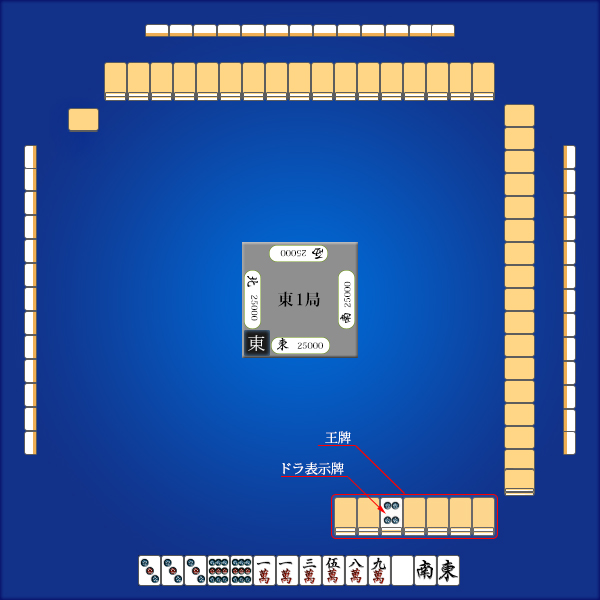 西 25000
北 25000
東1局
南 25000
東
東 25000
王牌
ドラ表示牌
一萬 一萬 三萬 伍萬 八萬 九萬 南 東